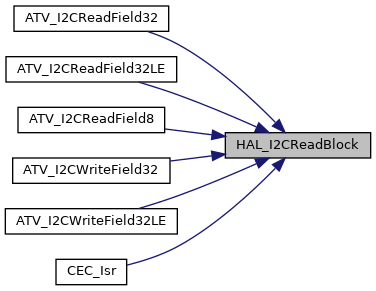 ATV_I2CReadField32
ATV_I2CReadField32LE
ATV_I2CReadField8
HAL_I2CReadBlock
ATV_I2CWriteField32
ATV_I2CWriteField32LE
CEC_Isr